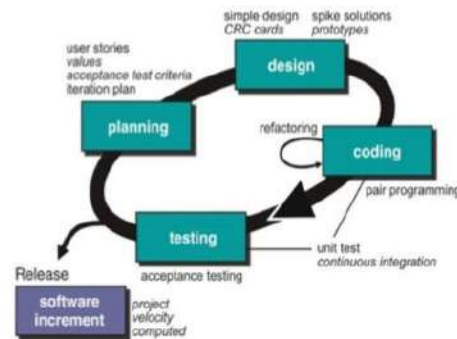 simple design
CRC cards
spike solutions
prototypes
user stories
values
acceptance test criteria
iteration plan
design
planning
refactoring
coding
pair programming
testing
unit test
continuous integration
acceptance testing
Release
software
increment
project
velocity
computed